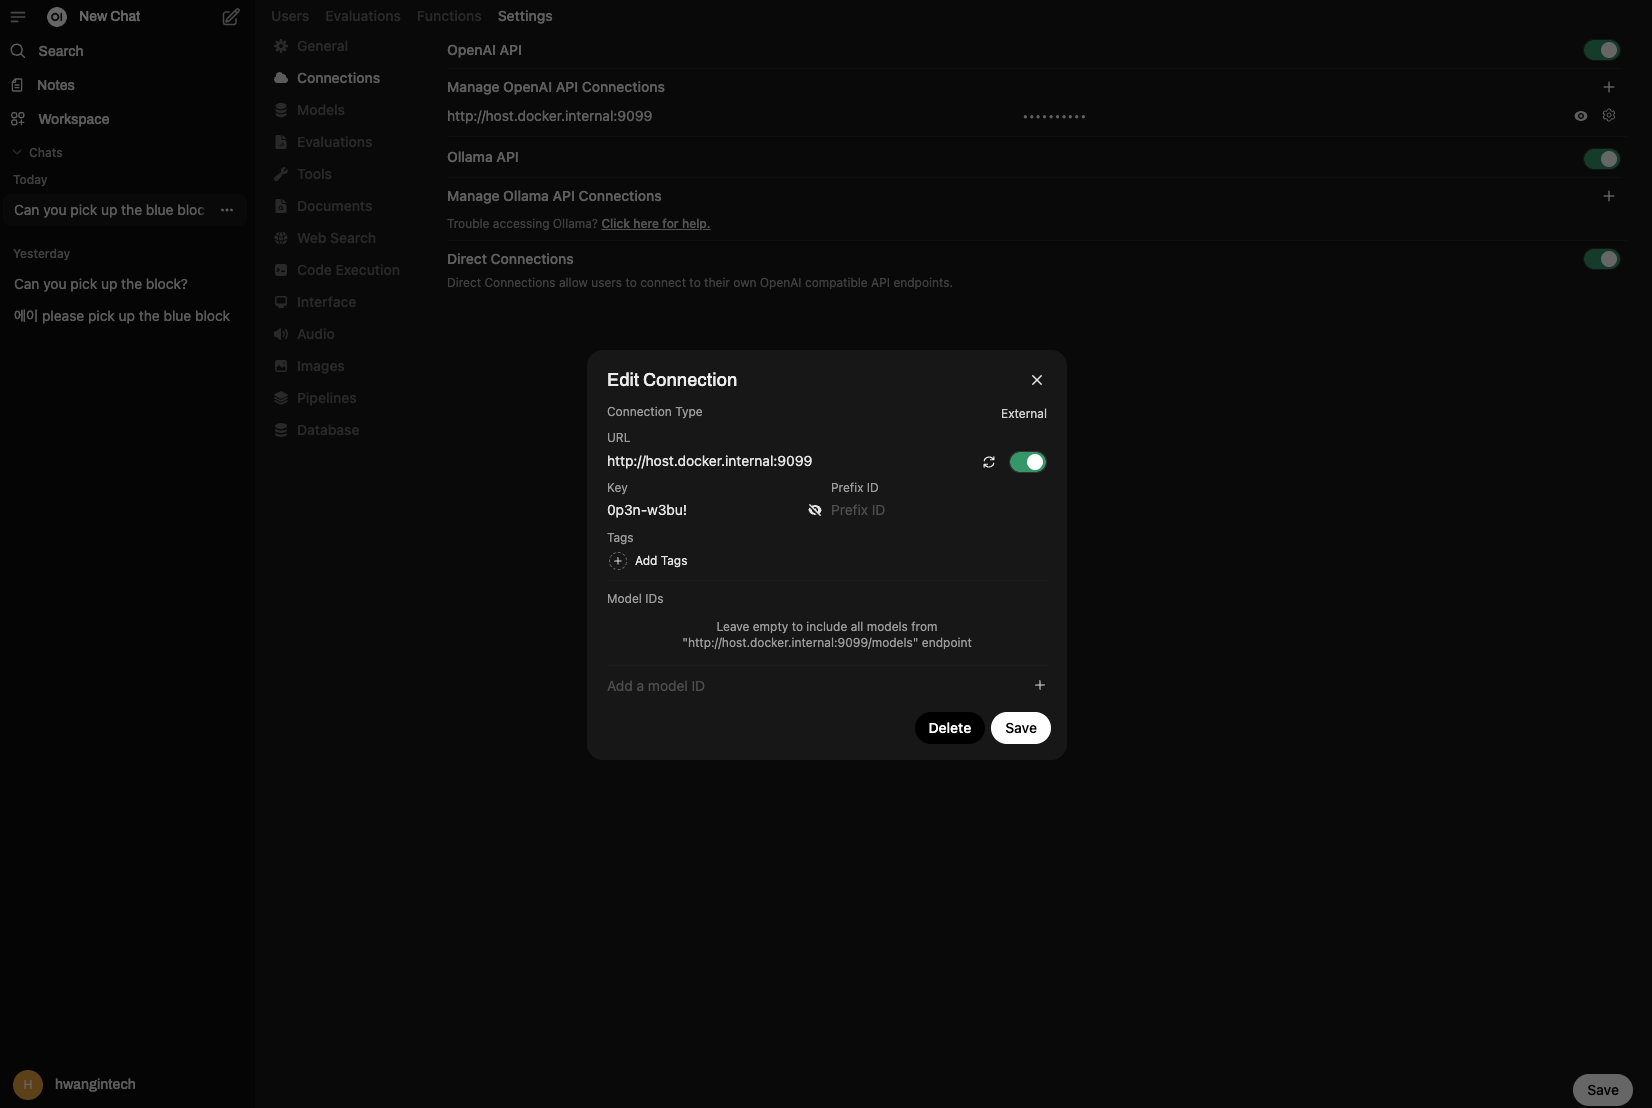 OI New Chat
Search
Notes
Workspace
Chats
Today
Can you pick up the blue bloc
Yesterday
Can you pick up the block?
에이 please pick up the blue block
H hwangintech
Users Evaluations Functions Settings
General
Connections
Models
Evaluations
Tools
Documents
Web Search
Code Execution
Interface
Audio
Images
Pipelines
Database
OpenAI API
Manage OpenAI API Connections
http://host.docker.internal:9099 ••••••••••
Ollama API
Manage Ollama API Connections
Trouble accessing Ollama? Click here for help.
Direct Connections
Direct Connections allow users to connect to their own OpenAI compatible API endpoints.
Edit Connection
Connection Type External
URL
http://host.docker.internal:9099
Key Prefix ID
0p3n-w3bu! Prefix ID
Tags
Add Tags
Model IDs
Leave empty to include all models from
"http://host.docker.internal:9099/models" endpoint
Add a model ID
Delete Save
Save